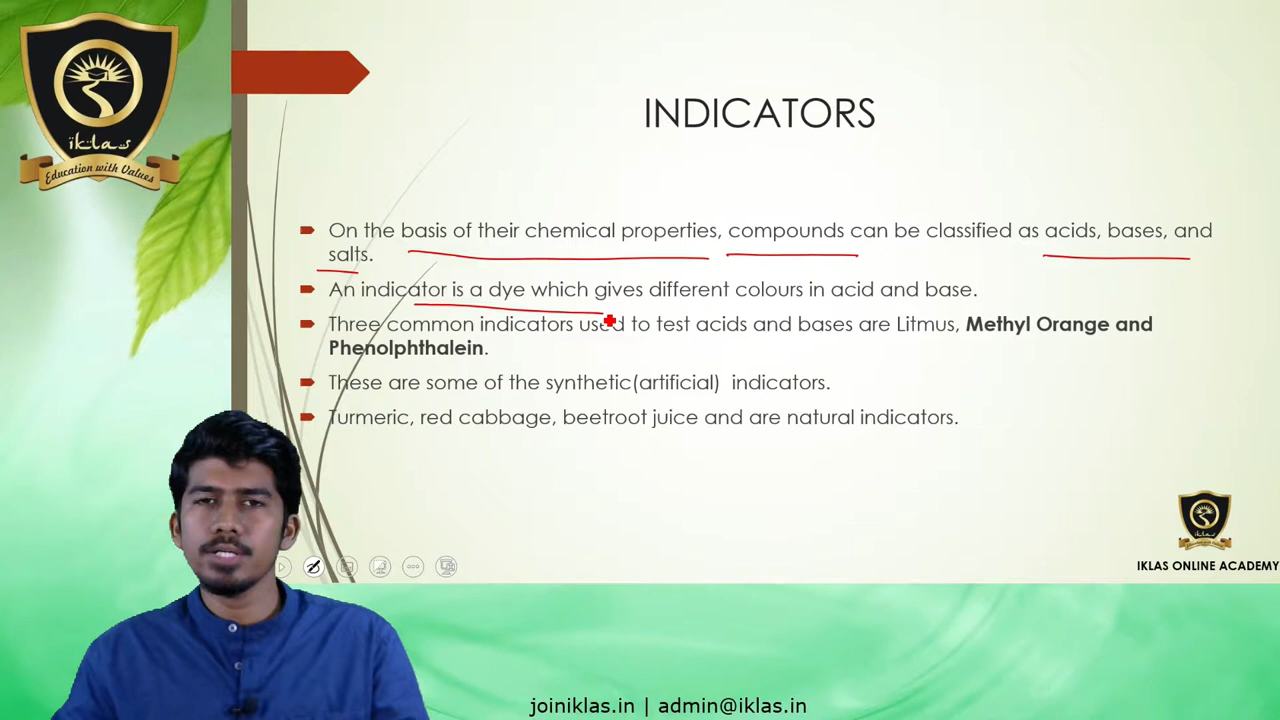 iklas
Education with Values
INDICATORS
On the basis of their chemical properties, compounds can be classified as acids, bases, and
salts.
An indicator is a dye which gives different colours in acid and base.
Three common indicators used to test acids and bases are Litmus, Methyl Orange and
Phenolphthalein.
These are some of the synthetic(artificial) indicators.
Turmeric, red cabbage, beetroot juice and are natural indicators.
IKLAS ONLINE ACADEMY
joiniklas.in | admin@iklas.in